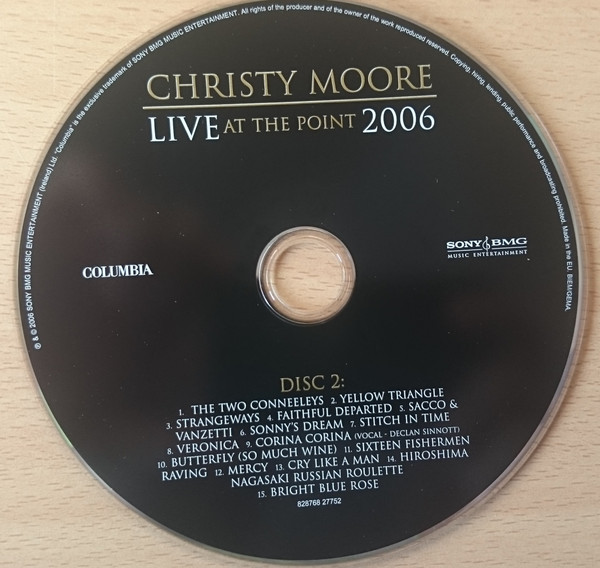 ℗ & © 2006 SONY BMG MUSIC ENTERTAINMENT (Ireland) Ltd. "Columbia" is the exclusive trademark of SONY BMG MUSIC ENTERTAINMENT. All rights of the producer and of the owner of the work reproduced reserved. Copying, hiring, lending, public performance and broadcasting prohibited. Made in the EU. BIEM/GEMA.
CHRISTY MOORE
LIVE AT THE POINT 2006
COLUMBIA
SONY BMG
MUSIC ENTERTAINMENT
DISC 2:
1. THE TWO CONNEELEYS 2. YELLOW TRIANGLE
3. STRANGEWAYS 4. FAITHFUL DEPARTED 5. SACCO &
VANZETTI 6. SONNY'S DREAM 7. STITCH IN TIME
8. VERONICA 9. CORINA CORINA (VOCAL - DECLAN SINNOTT)
10. BUTTERFLY (SO MUCH WINE) 11. SIXTEEN FISHERMEN
RAVING 12. MERCY 13. CRY LIKE A MAN 14. HIROSHIMA
NAGASAKI RUSSIAN ROULETTE
15. BRIGHT BLUE ROSE
828768 27752